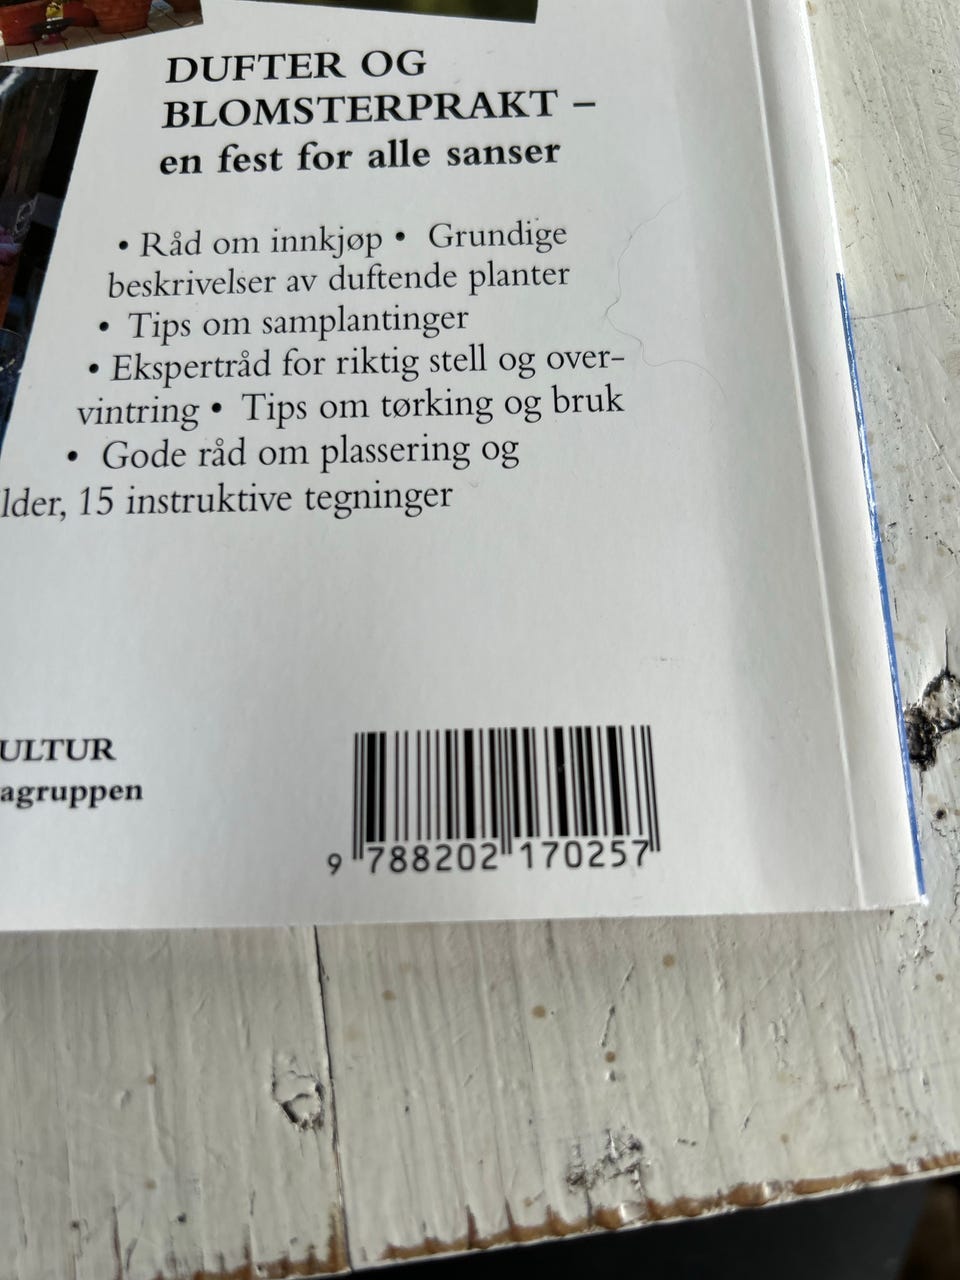 DUFTER OG
BLOMSTERPRAKT –
en fest for alle sanser
• Råd om innkjøp • Grundige
beskrivelser av duftende planter
• Tips om samplantinger
• Ekspertråd for riktig stell og over-
vintring • Tips om tørking og bruk
• Gode råd om plassering og
lder, 15 instruktive tegninger
ULTUR
agruppen
9 788202 170257